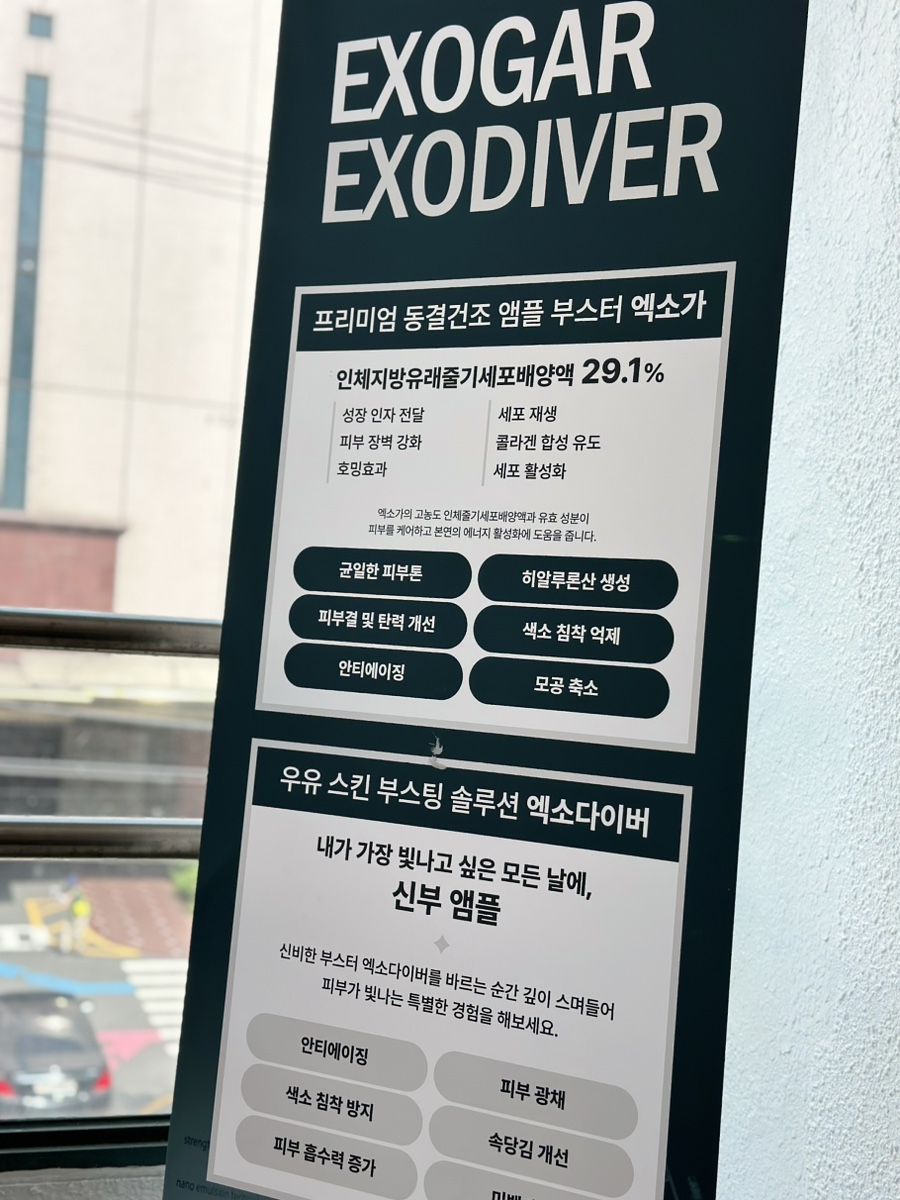 EXOGAR
EXODIVER
프리미엄 동결건조 앰플 부스터 엑소가
인체지방유래줄기세포배양액 29.1%
성장 인자 전달
피부 장벽 강화
호밍효과
세포 재생
콜라겐 합성 유도
세포 활성화
엑소가의 고농도 인체줄기세포배양액과 유효 성분이
피부를 케어하고 본연의 에너지 활성화에 도움을 줍니다.
균일한 피부톤
히알루론산 생성
피부결 및 탄력 개선
색소 침착 억제
안티에이징
모공 축소
우유 스킨 부스팅 솔루션 엑소다이버
내가 가장 빛나고 싶은 모든 날에,
신부 앰플
신비한 부스터 엑소다이버를 바르는 순간 깊이 스며들어
피부가 빛나는 특별한 경험을 해보세요.
안티에이징
피부 광채
색소 침착 방지
속당김 개선
피부 흡수력 증가
nano emulsion